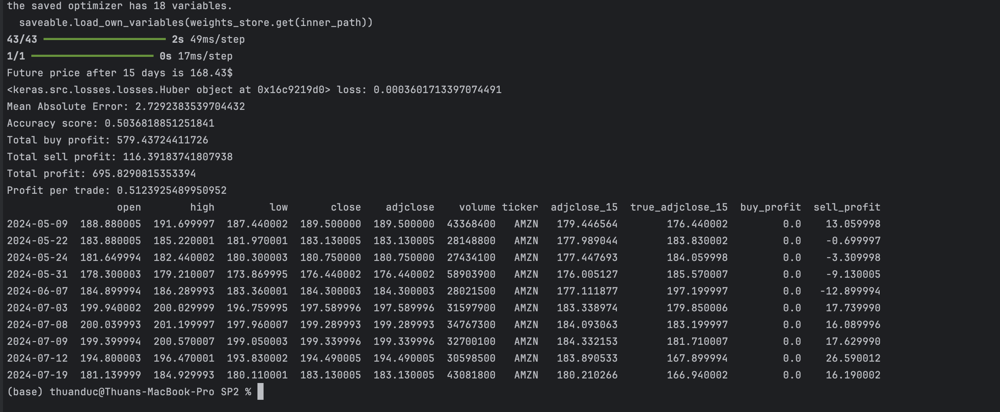 the saved optimizer has 18 variables.
  saveable.load_own_variables(weights_store.get(inner_path))
43/43 ━━━━━━━━━━━━━━━━━━━━ 2s 49ms/step
1/1 ━━━━━━━━━━━━━━━━━━━━ 0s 17ms/step
Future price after 15 days is 168.43$
<keras.src.losses.losses.Huber object at 0x16c9219d0> loss: 0.0003601713397074491
Mean Absolute Error: 2.7292383539704432
Accuracy score: 0.5036818851251841
Total buy profit: 579.43724411726
Total sell profit: 116.39183741807938
Total profit: 695.8290815353394
Profit per trade: 0.5123925489950952
                  open        high         low       close    adjclose    volume ticker  adjclose_15  true_adjclose_15  buy_profit  sell_profit
2024-05-09  188.880005  191.699997  187.440002  189.500000  189.500000  43368400   AMZN   179.446564        176.440002         0.0    13.059998
2024-05-22  183.880005  185.220001  181.970001  183.130005  183.130005  28148800   AMZN   177.989044        183.830002         0.0    -0.699997
2024-05-24  181.649994  182.440002  180.300003  180.750000  180.750000  27434100   AMZN   177.447693        184.059998         0.0    -3.309998
2024-05-31  178.300003  179.210007  173.869995  176.440002  176.440002  58903900   AMZN   176.005127        185.570007         0.0    -9.130005
2024-06-07  184.899994  186.289993  183.360001  184.300003  184.300003  28021500   AMZN   177.111877        197.199997         0.0   -12.899994
2024-07-03  199.940002  200.029999  196.759995  197.589996  197.589996  31597900   AMZN   183.338974        179.850006         0.0    17.739990
2024-07-08  200.039993  201.199997  197.960007  199.289993  199.289993  34767300   AMZN   184.093063        183.199997         0.0    16.089996
2024-07-09  199.399994  200.570007  199.050003  199.339996  199.339996  32700100   AMZN   184.332153        181.710007         0.0    17.629990
2024-07-12  194.800003  196.470001  193.830002  194.490005  194.490005  30598500   AMZN   183.890533        167.899994         0.0    26.590012
2024-07-19  181.139999  184.929993  180.110001  183.130005  183.130005  43081800   AMZN   180.210266        166.940002         0.0    16.190002
(base) thuanduc@Thuans-MacBook-Pro SP2 %